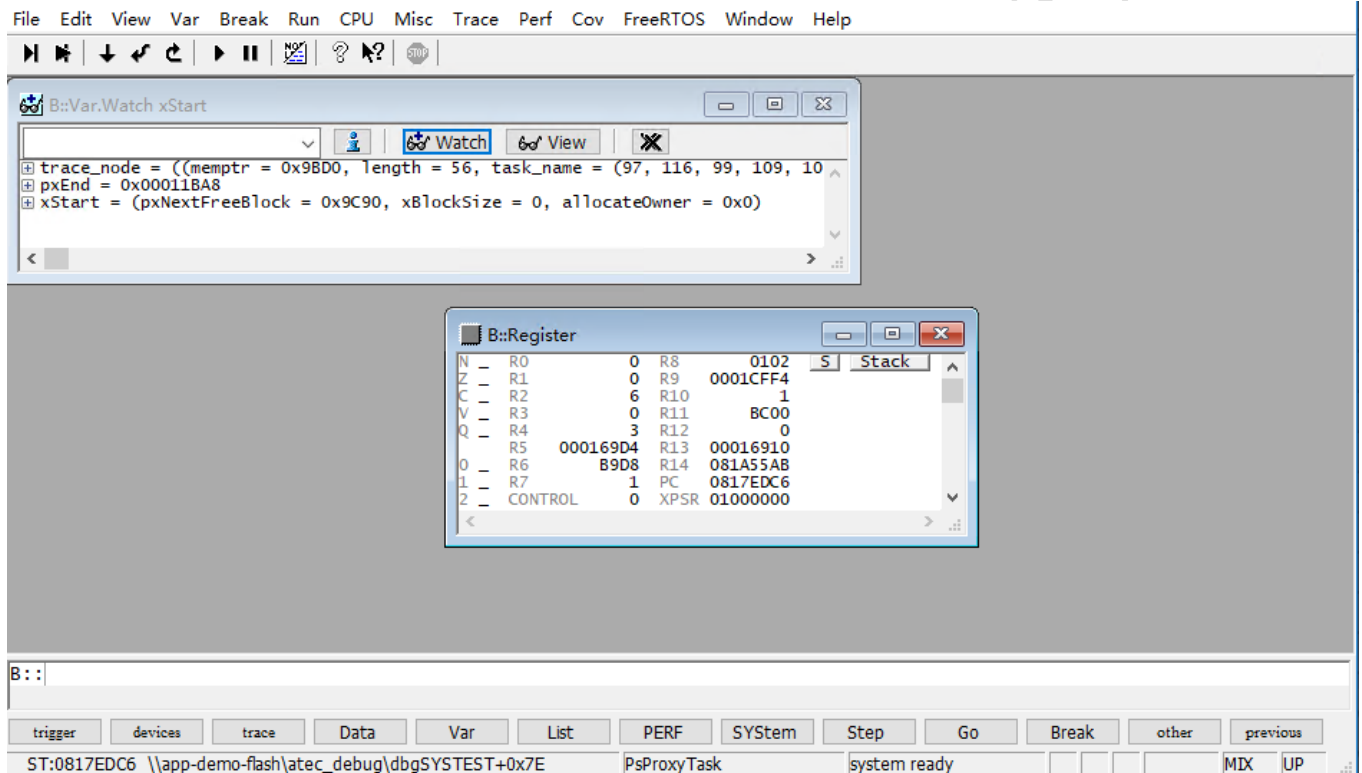 File Edit View Var Break Run CPU Misc Trace Perf Cov FreeRTOS Window Help
NOP STOP
B::Var.Watch xStart
Watch View
trace_node = ((memptr = 0x9BD0, length = 56, task_name = (97, 116, 99, 109, 10
pxEnd = 0x00011BA8
xStart = (pxNextFreeBlock = 0x9C90, xBlockSize = 0, allocateOwner = 0x0)
B::Register
N _ R0 0 R8 0102 S Stack
Z _ R1 0 R9 0001CFF4
C _ R2 6 R10 1
V _ R3 0 R11 BC00
Q _ R4 3 R12 0
R5 000169D4 R13 00016910
0 _ R6 B9D8 R14 081A55AB
1 _ R7 1 PC 0817EDC6
2 _ CONTROL 0 XPSR 01000000
B::
trigger devices trace Data Var List PERF SYStem Step Go Break other previous
ST:0817EDC6 \\app-demo-flash\atec_debug\dbgSYSTEST+0x7E PsProxyTask system ready MIX UP